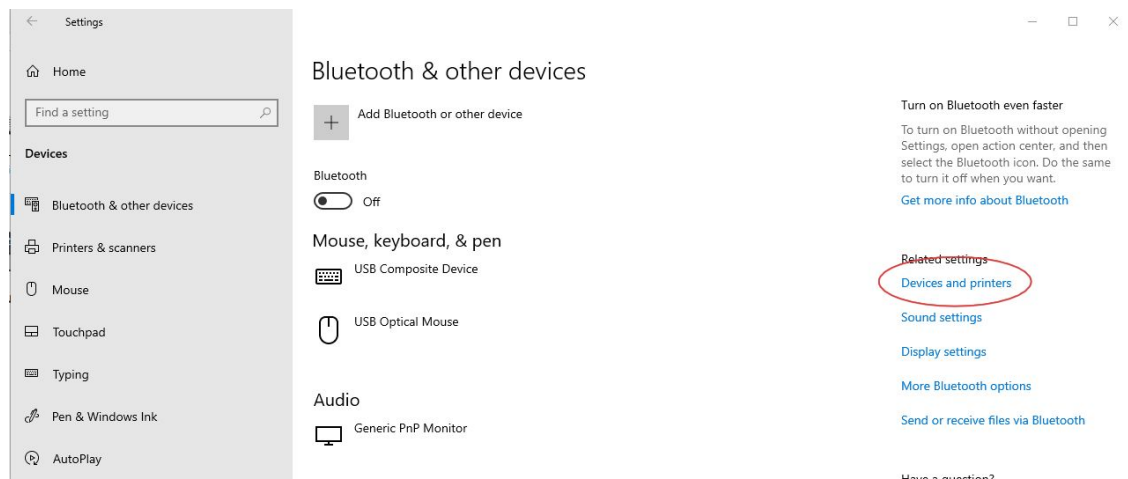 Settings
Home
Find a setting
Devices
Bluetooth & other devices
Printers & scanners
Mouse
Touchpad
Typing
Pen & Windows Ink
AutoPlay
Bluetooth & other devices
Add Bluetooth or other device
Bluetooth
Off
Mouse, keyboard, & pen
USB Composite Device
USB Optical Mouse
Audio
Generic PnP Monitor
Turn on Bluetooth even faster
To turn on Bluetooth without opening
Settings, open action center, and then
select the Bluetooth icon. Do the same
to turn it off when you want.
Get more info about Bluetooth
Related settings
Devices and printers
Sound settings
Display settings
More Bluetooth options
Send or receive files via Bluetooth
Have a question?